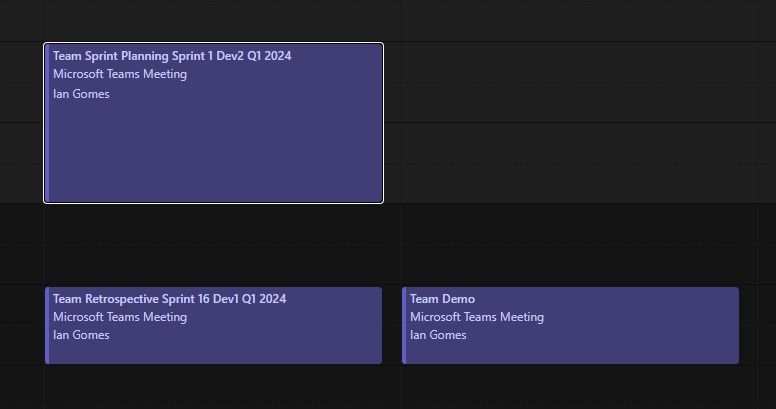 Team Sprint Planning Sprint 1 Dev2 Q1 2024
Microsoft Teams Meeting
Ian Gomes
Team Retrospective Sprint 16 Dev1 Q1 2024
Microsoft Teams Meeting
Ian Gomes
Team Demo
Microsoft Teams Meeting
Ian Gomes